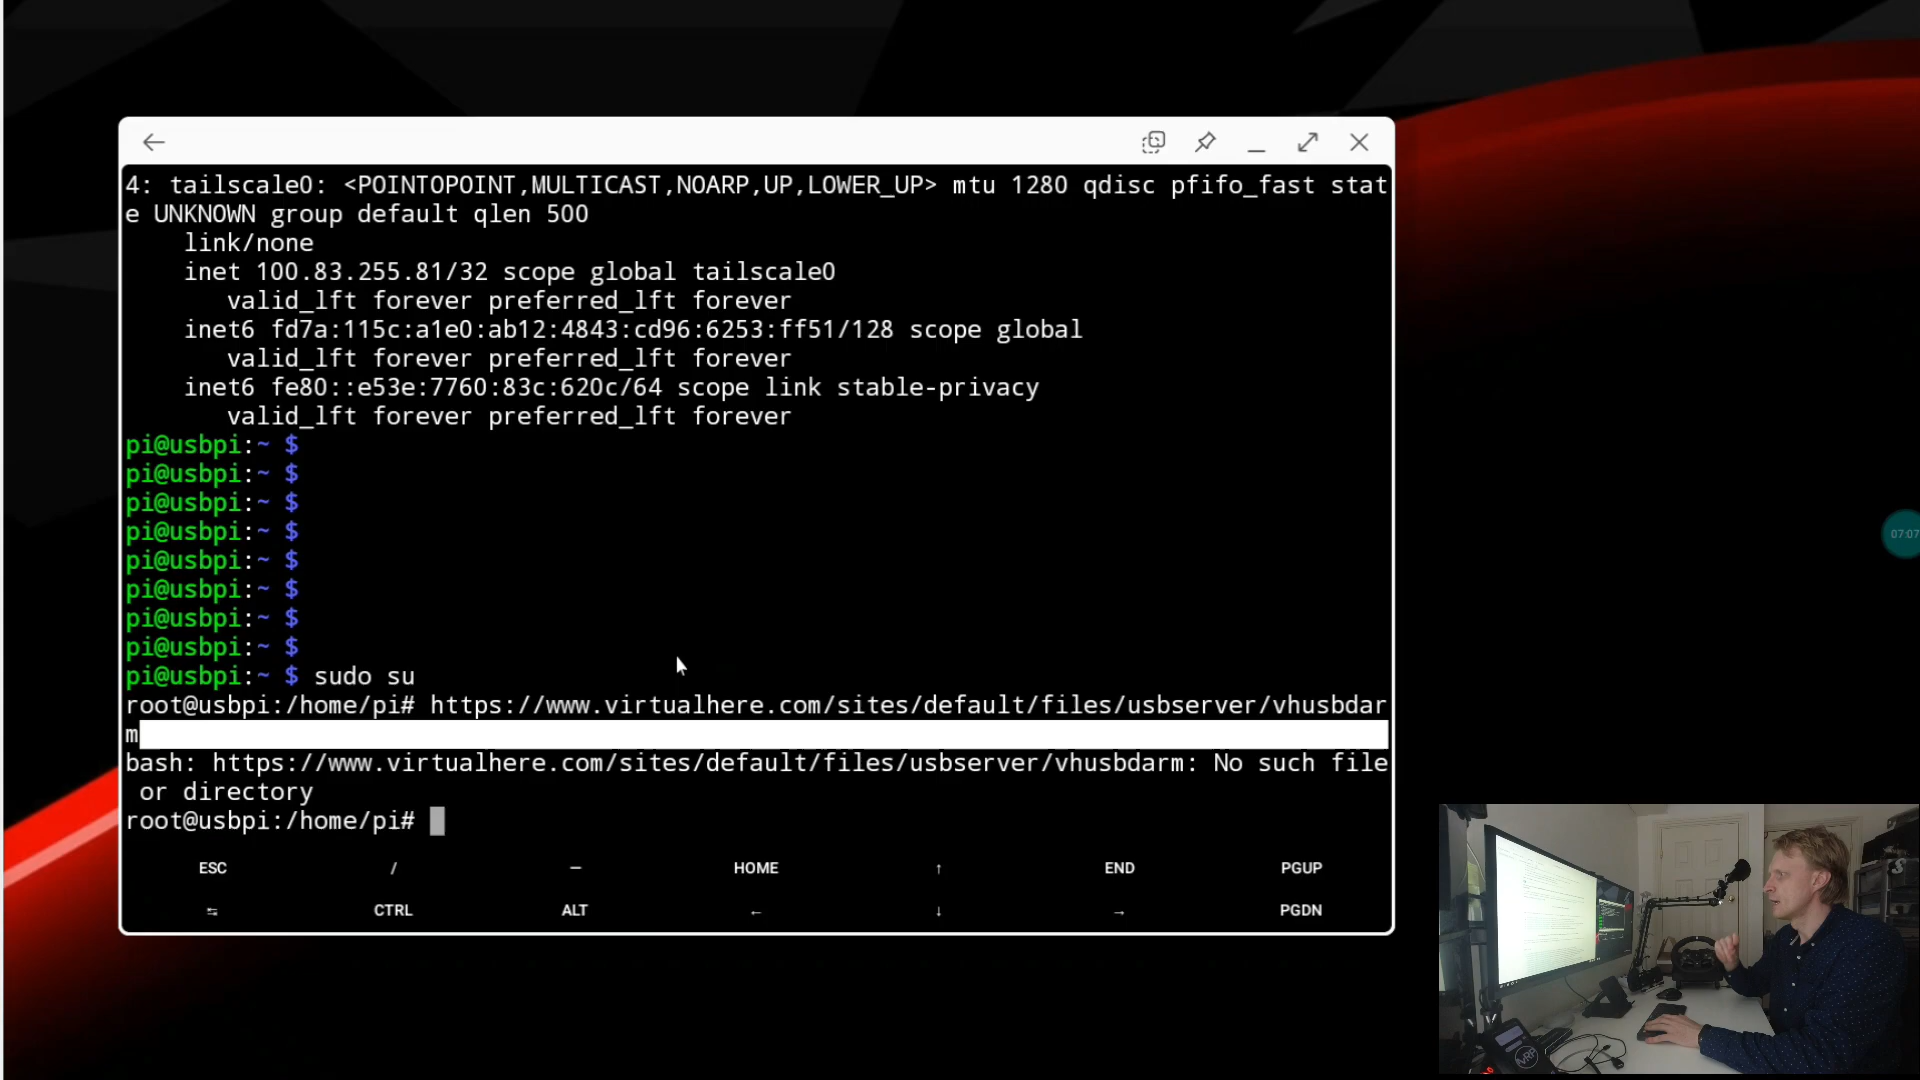 4: tailscale0: <POINTOPOINT,MULTICAST,NOARP,UP,LOWER_UP> mtu 1280 qdisc pfifo_fast stat
e UNKNOWN group default qlen 500
link/none
inet 100.83.255.81/32 scope global tailscale0
valid_lft forever preferred_lft forever
inet6 fd7a:115c:a1e0:ab12:4843:cd96:6253:ff51/128 scope global
valid_lft forever preferred_lft forever
inet6 fe80::e53e:7760:83c:620c/64 scope link stable-privacy
valid_lft forever preferred_lft forever
pi@usbpi:~ $
pi@usbpi:~ $
pi@usbpi:~ $
pi@usbpi:~ $
pi@usbpi:~ $
pi@usbpi:~ $
pi@usbpi:~ $
pi@usbpi:~ $
pi@usbpi:~ $ sudo su
root@usbpi:/home/pi# https://www.virtualhere.com/sites/default/files/usbserver/vhusbdar
m
bash: https://www.virtualhere.com/sites/default/files/usbserver/vhusbdarm: No such file
or directory
root@usbpi:/home/pi#
ESC / — HOME ↑ END PGUP
↹ CTRL ALT ← ↓ → PGDN
07:07